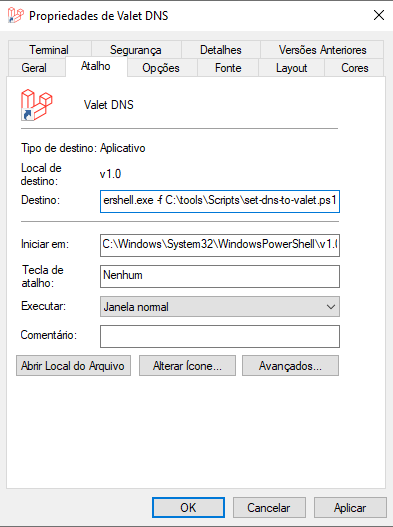 Propriedades de Valet DNS
Terminal Segurança Detalhes Versões Anteriores
Geral Atalho Opções Fonte Layout Cores
Valet DNS
Tipo de destino: Aplicativo
Local de destino: v1.0
Destino: ershell.exe -f C:\tools\Scripts\set-dns-to-valet.ps1
Iniciar em: C:\Windows\System32\WindowsPowerShell\v1.0
Tecla de atalho: Nenhum
Executar: Janela normal
Comentário:
Abrir Local do Arquivo Alterar Ícone... Avançados...
OK Cancelar Aplicar